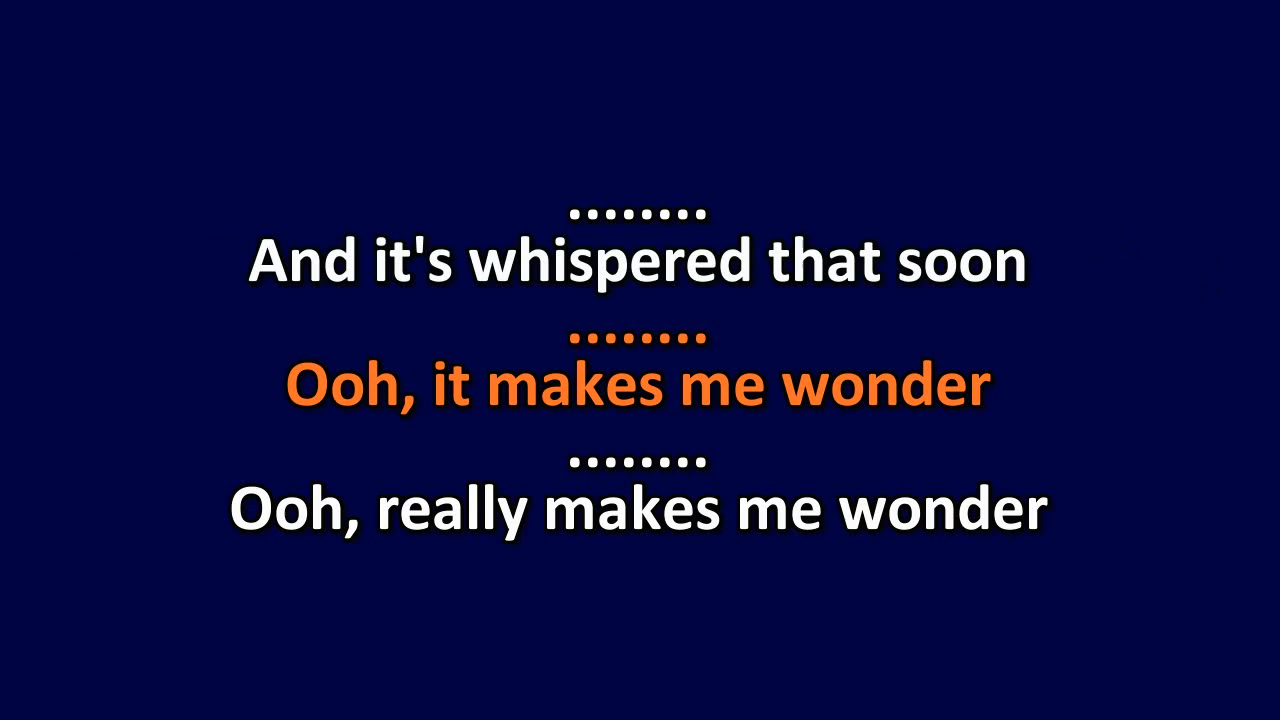 ........
And it's whispered that soon
........
Ooh, it makes me wonder
........
Ooh, really makes me wonder